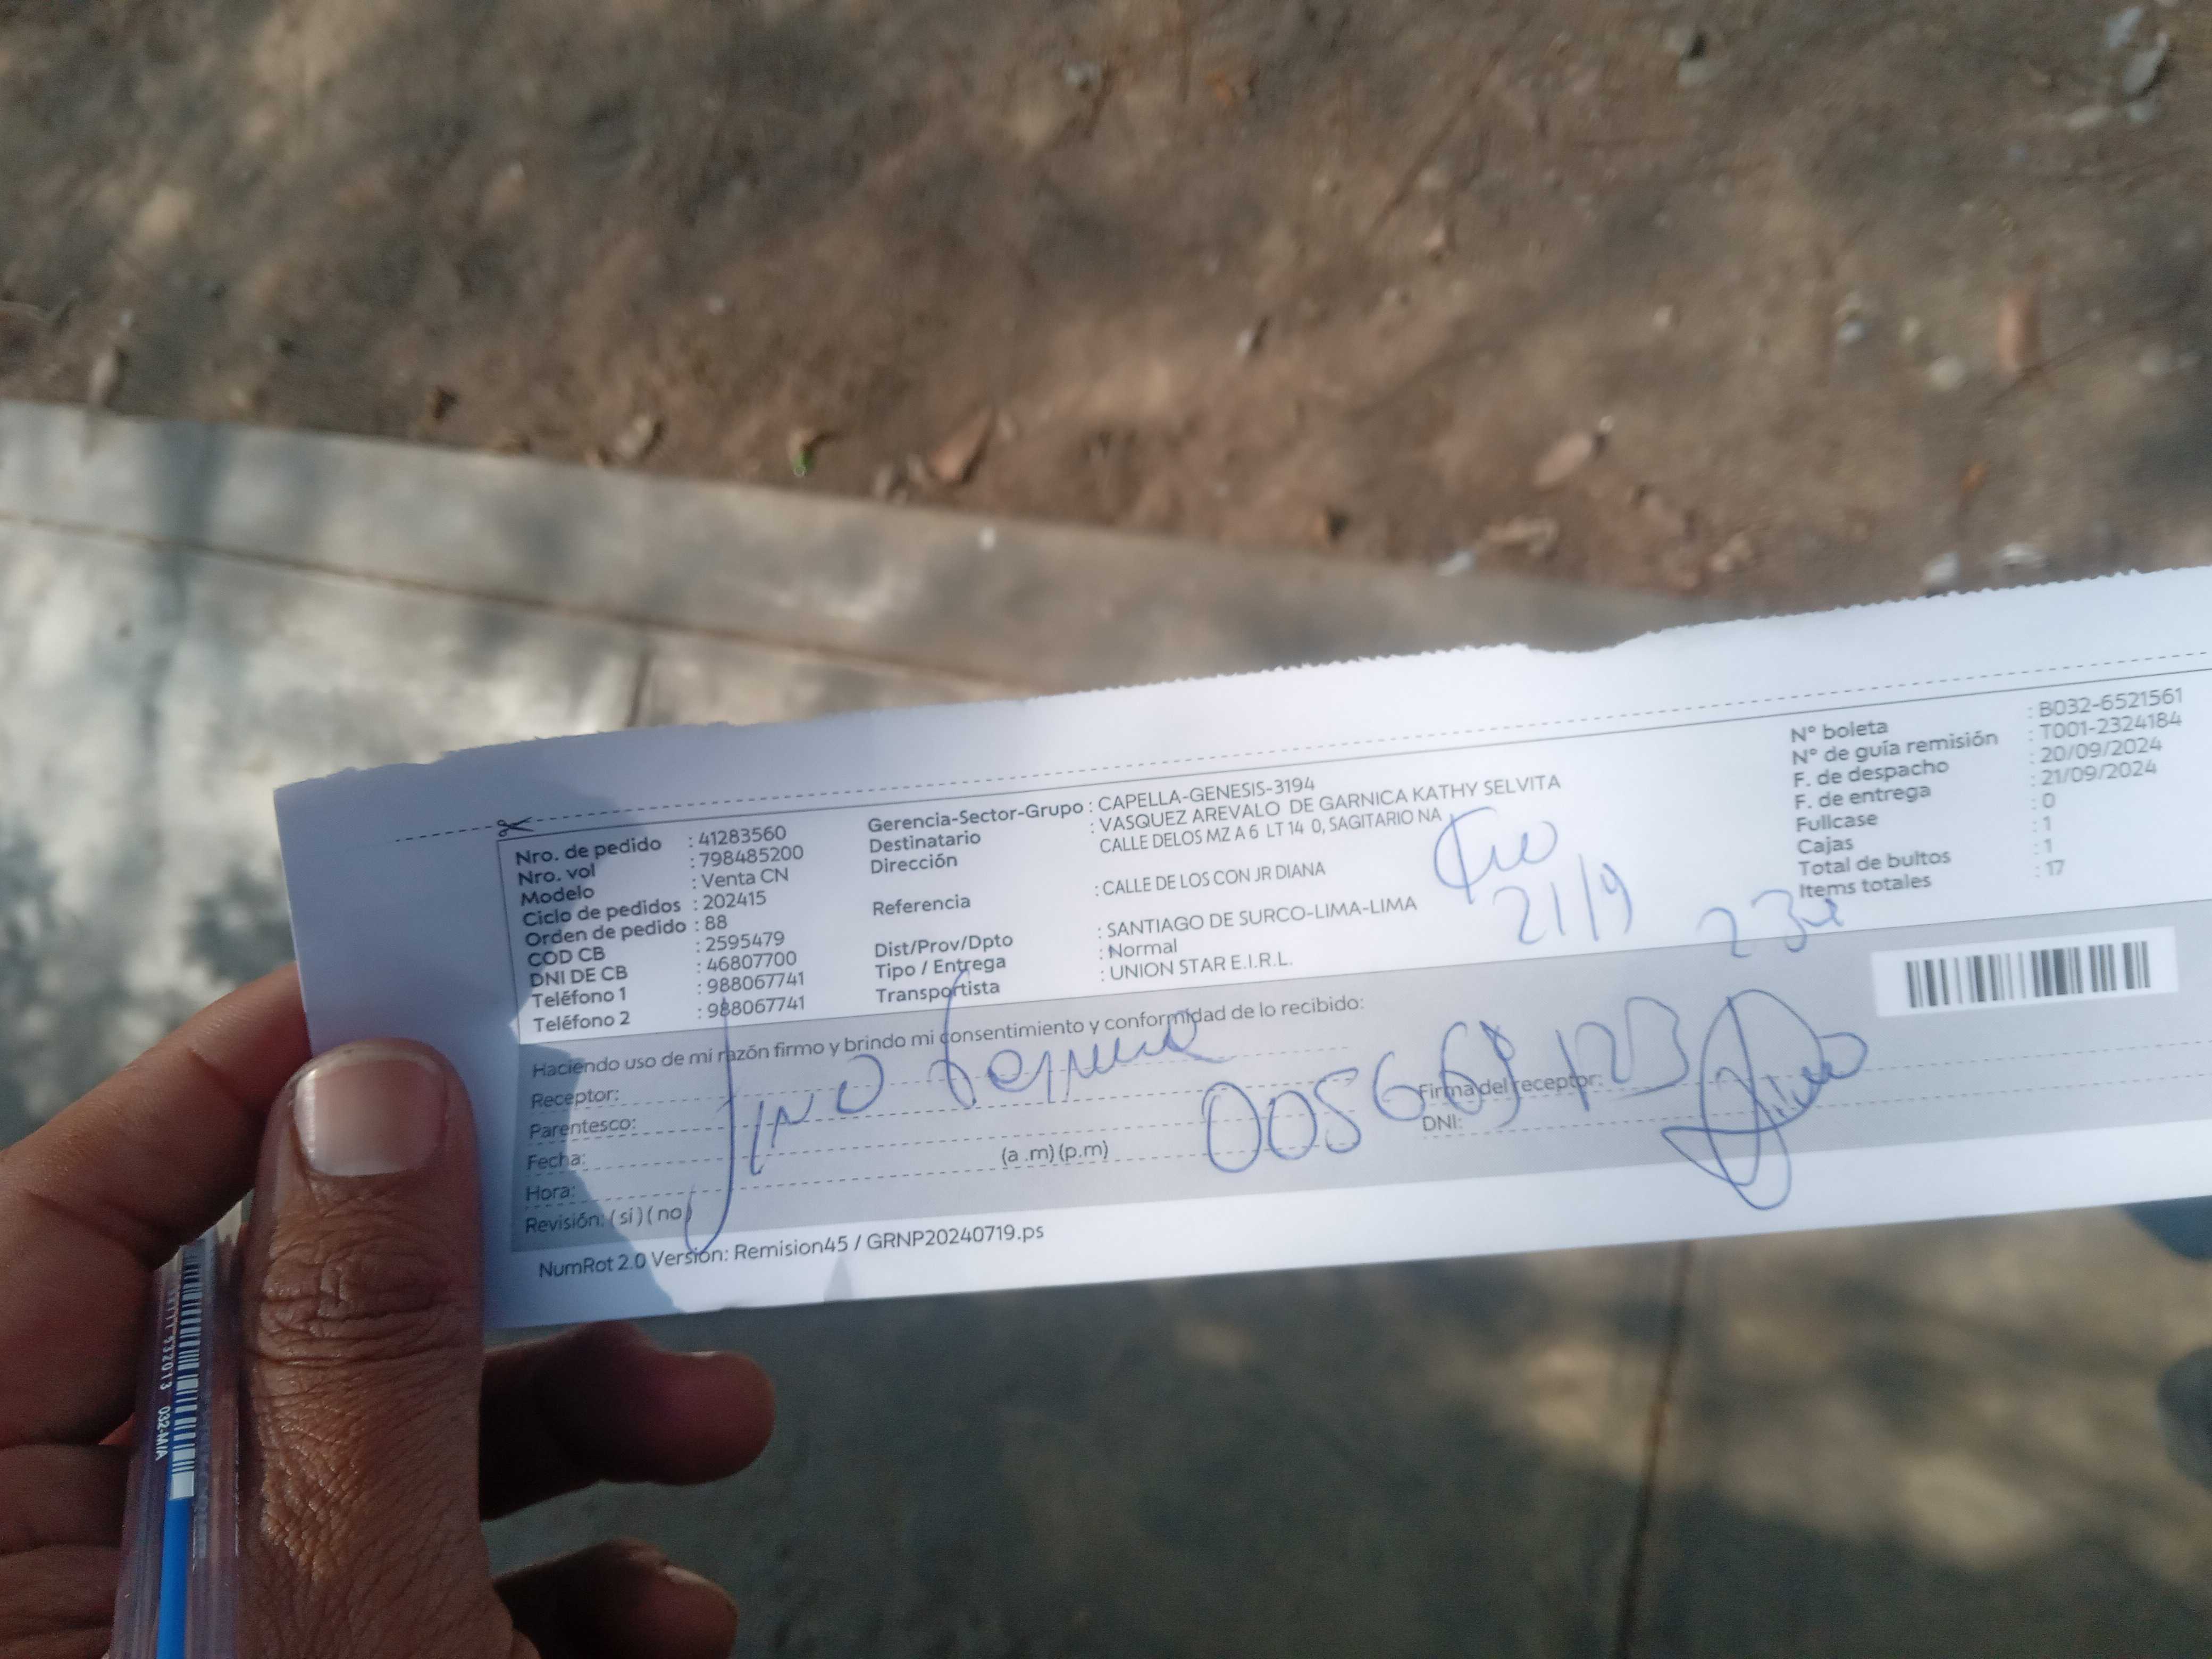 Nro. de pedido : 41283560
Nro. vol : 798485200
Modelo : Venta CN
Ciclo de pedidos : 202415
Orden de pedido : 88
COD CB : 2595479
DNI DE CB : 46807700
Teléfono 1 : 988067741
Teléfono 2 : 988067741
Gerencia-Sector-Grupo : CAPELLA-GENESIS-3194
Destinatario : VASQUEZ AREVALO DE GARNICA KATHY SELVITA
Dirección CALLE DELOS MZ A 6 LT 14 0, SAGITARIO NA
Referencia : CALLE DE LOS CON JR DIANA
Dist/Prov/Dpto : SANTIAGO DE SURCO-LIMA-LIMA
Tipo / Entrega : Normal
Transportista : UNION STAR E.I.R.L.
21/9
N° boleta : B032-6521561
N° de guía remisión : T001-2324184
F. de despacho : 20/09/2024
F. de entrega : 21/09/2024
Fullcase : 0
Cajas : 1
Total de bultos : 1
Items totales : 17
Haciendo uso de mi razón firmo y brindo mi consentimiento y conformidad de lo recibido:
Receptor:
Parentesco:
Fecha:
Hora: (a .m) (p.m)
Revisión: ( sí ) ( no )
Firma del receptor:
DNI:
NumRot 2.0 Versión: Remision45 / GRNP20240719.ps
032-M/A